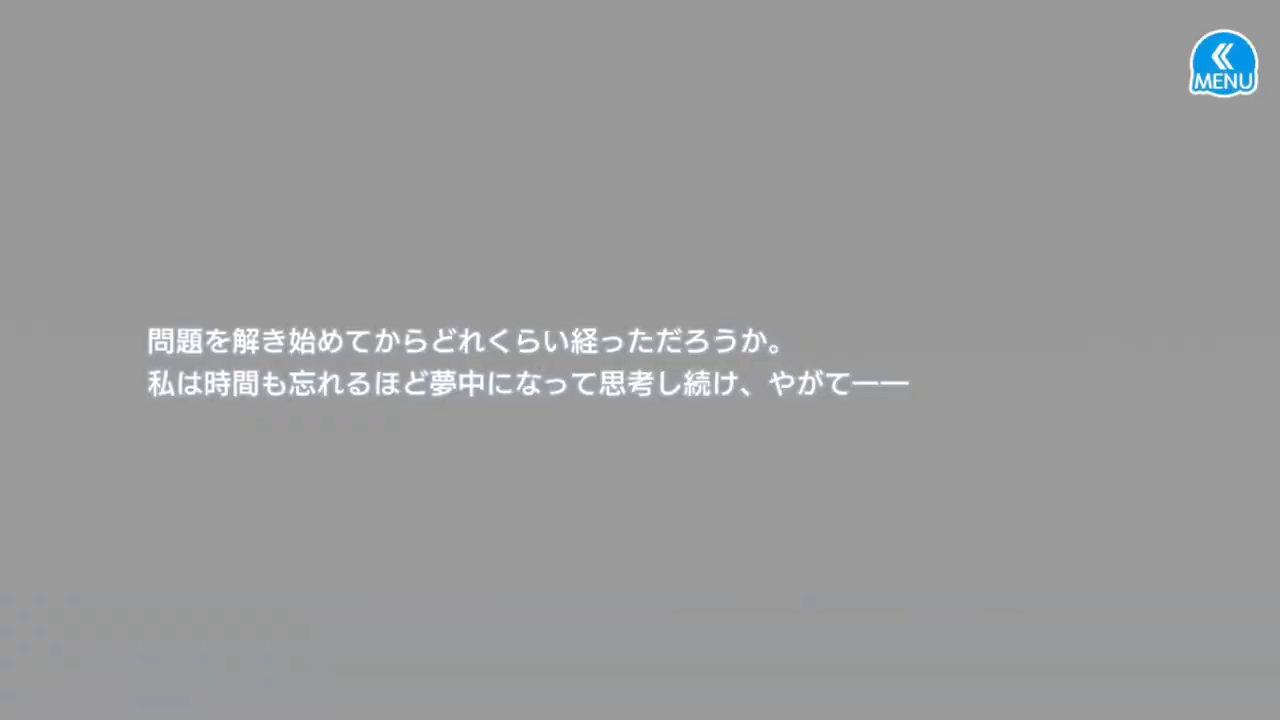 MENU
問題を解き始めてからどれくらい経っただろうか。
私は時間も忘れるほど夢中になって思考し続け、やがて――